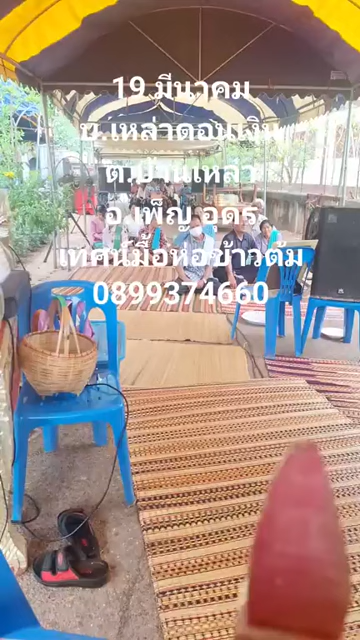 19 มีนาคม
บ.เหล่าดอนเงิน
ต.บ้านเหล่า
อ.เพ็ญ อดร.
เทศน์มื้อห่อข้าวต้ม
0899374660